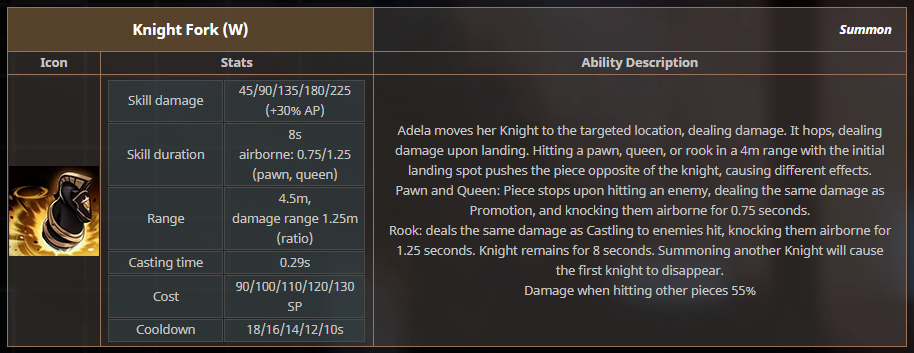 Knight Fork (W)
Summon
Icon
Stats
Ability Description
Skill damage
45/90/135/180/225
(+30% AP)
Skill duration
8s
airborne: 0.75/1.25
(pawn, queen)
Range
4.5m,
damage range 1.25m
(ratio)
Casting time
0.29s
Cost
90/100/110/120/130
SP
Cooldown
18/16/14/12/10s
Adela moves her Knight to the targeted location, dealing damage. It hops, dealing
damage upon landing. Hitting a pawn, queen, or rook in a 4m range with the initial
landing spot pushes the piece opposite of the knight, causing different effects.
Pawn and Queen: Piece stops upon hitting an enemy, dealing the same damage as
Promotion, and knocking them airborne for 0.75 seconds.
Rook: deals the same damage as Castling to enemies hit, knocking them airborne for
1.25 seconds. Knight remains for 8 seconds. Summoning another Knight will cause
the first knight to disappear.
Damage when hitting other pieces 55%